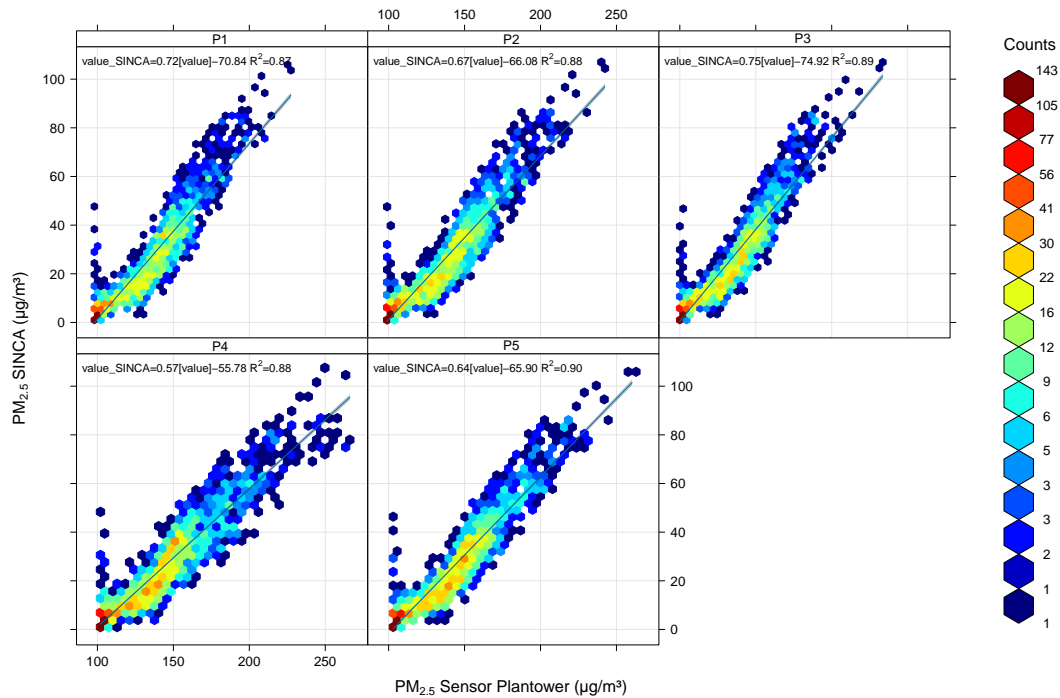 100 150 200 250
P1 P2 P3
value_SINCA=0.72[value]−70.84 R²=0.87
value_SINCA=0.67[value]−66.08 R²=0.88
value_SINCA=0.75[value]−74.92 R²=0.89
100
80
60
40
20
0
P4 P5
value_SINCA=0.57[value]−55.78 R²=0.88
value_SINCA=0.64[value]−65.90 R²=0.90
100
80
60
40
20
0
100 150 200 250
PM₂.₅ Sensor Plantower (µg/m³)
PM₂.₅ SINCA (µg/m³)
Counts
143
105
77
56
41
30
22
16
12
9
6
5
3
3
2
1
1